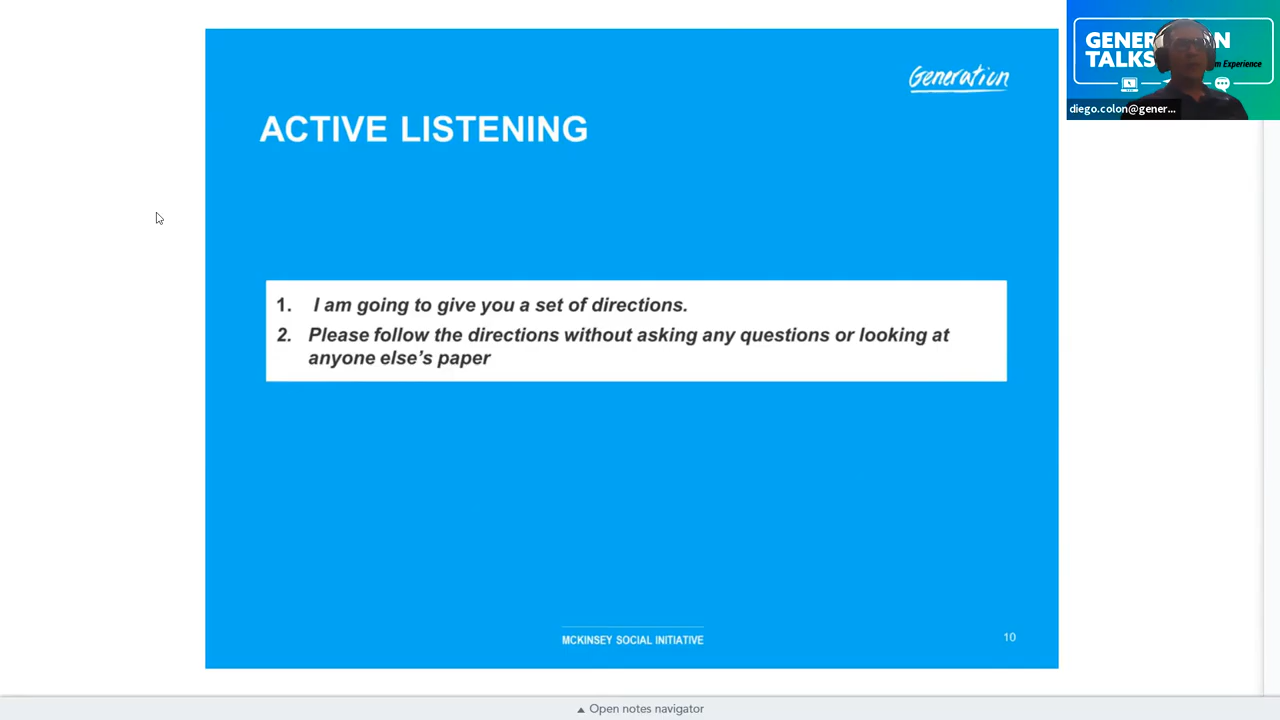 GENER N
TALKS
m Experience
diego.colon@gener...
Generation
ACTIVE LISTENING
1. I am going to give you a set of directions.
2. Please follow the directions without asking any questions or looking at
anyone else's paper
MCKINSEY SOCIAL INITIATIVE
10
▲ Open notes navigator